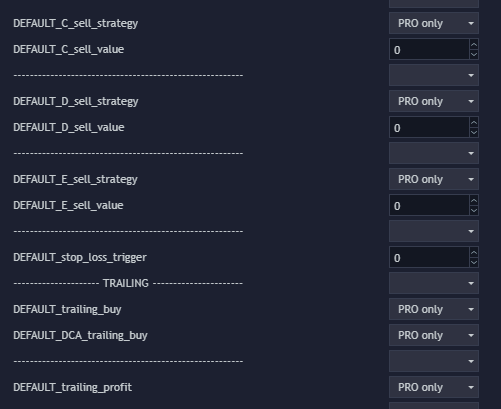 DEFAULT_C_sell_strategy PRO only
DEFAULT_C_sell_value 0
--------------------------------------------------------
DEFAULT_D_sell_strategy PRO only
DEFAULT_D_sell_value 0
--------------------------------------------------------
DEFAULT_E_sell_strategy PRO only
DEFAULT_E_sell_value 0
--------------------------------------------------------
DEFAULT_stop_loss_trigger 0
--------------------- TRAILING ----------------------
DEFAULT_trailing_buy PRO only
DEFAULT_DCA_trailing_buy PRO only
--------------------------------------------------------
DEFAULT_trailing_profit PRO only